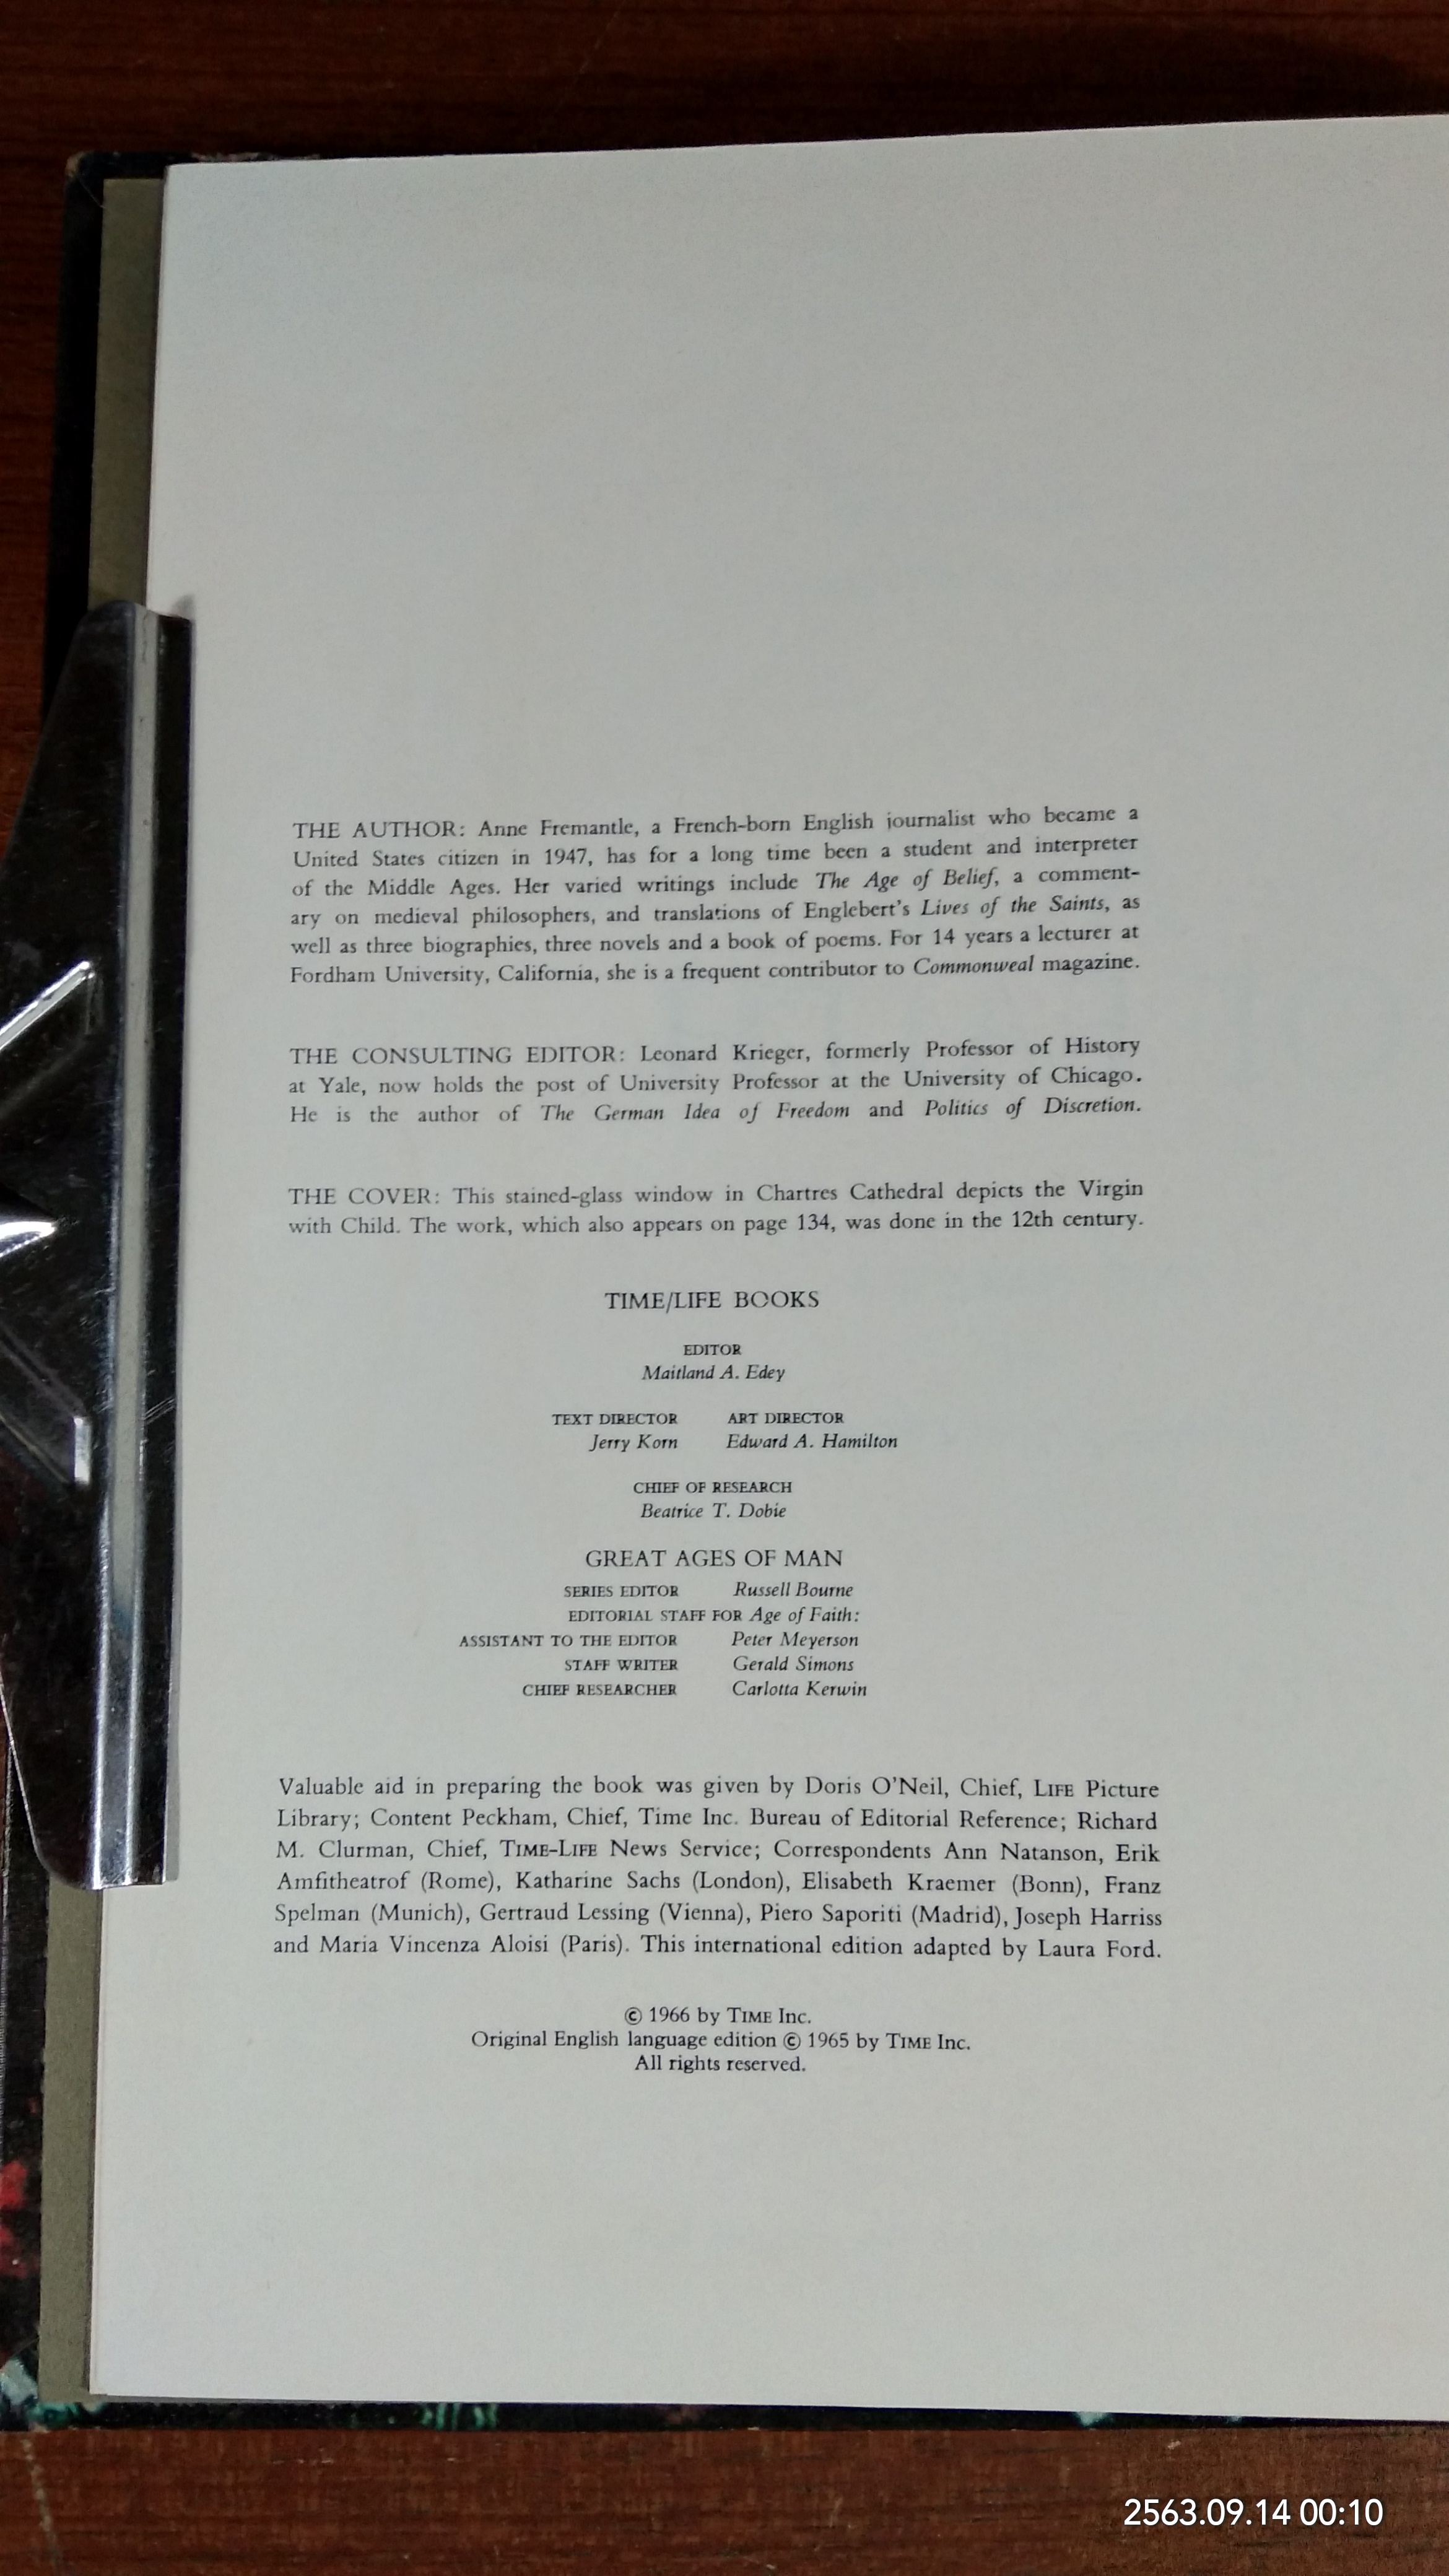 THE AUTHOR: Anne Fremantle, a French-born English journalist who became a
United States citizen in 1947, has for a long time been a student and interpreter
of the Middle Ages. Her varied writings include The Age of Belief, a comment-
ary on medieval philosophers, and translations of Englebert's Lives of the Saints, as
well as three biographies, three novels and a book of poems. For 14 years a lecturer at
Fordham University, California, she is a frequent contributor to Commonweal magazine.
THE CONSULTING EDITOR: Leonard Krieger, formerly Professor of History
at Yale, now holds the post of University Professor at the University of Chicago.
He is the author of The German Idea of Freedom and Politics of Discretion.
THE COVER: This stained-glass window in Chartres Cathedral depicts the Virgin
with Child. The work, which also appears on page 134, was done in the 12th century.
TIME/LIFE BOOKS
EDITOR
Maitland A. Edey
TEXT DIRECTOR ART DIRECTOR
Jerry Korn Edward A. Hamilton
CHIEF OF RESEARCH
Beatrice T. Dobie
GREAT AGES OF MAN
SERIES EDITOR Russell Bourne
EDITORIAL STAFF FOR Age of Faith:
ASSISTANT TO THE EDITOR Peter Meyerson
STAFF WRITER Gerald Simons
CHIEF RESEARCHER Carlotta Kerwin
Valuable aid in preparing the book was given by Doris O'Neil, Chief, LIFE Picture
Library; Content Peckham, Chief, Time Inc. Bureau of Editorial Reference; Richard
M. Clurman, Chief, TIME-LIFE News Service; Correspondents Ann Natanson, Erik
Amfitheatrof (Rome), Katharine Sachs (London), Elisabeth Kraemer (Bonn), Franz
Spelman (Munich), Gertraud Lessing (Vienna), Piero Saporiti (Madrid), Joseph Harriss
and Maria Vincenza Aloisi (Paris). This international edition adapted by Laura Ford.
© 1966 by TIME Inc.
Original English language edition © 1965 by TIME Inc.
All rights reserved.
2563.09.14 00:10